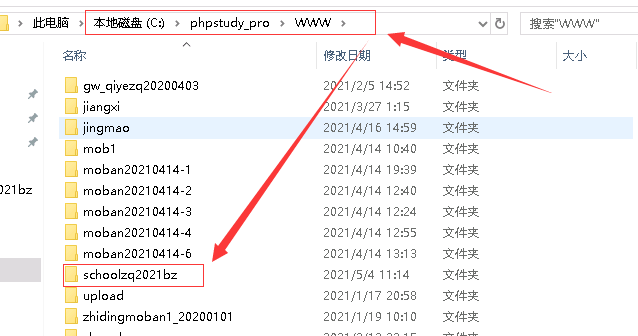 此电脑 › 本地磁盘 (C:) › phpstudy_pro › WWW › 搜索"WWW"
名称 修改日期 类型 大小
gw_qiyezq20200403 2021/2/5 14:52 文件夹
jiangxi 2021/3/27 1:15 文件夹
jingmao 2021/4/16 14:59 文件夹
mob1 2021/4/14 10:40 文件夹
moban20210414-1 2021/4/14 19:39 文件夹
moban20210414-2 2021/4/14 12:40 文件夹
moban20210414-3 2021/4/14 12:24 文件夹
moban20210414-4 2021/4/14 12:55 文件夹
moban20210414-6 2021/4/14 13:13 文件夹
schoolzq2021bz 2021/5/4 11:14 文件夹
upload 2021/1/17 20:58 文件夹
zhidingmoban1_20200101 2021/1/19 10:10 文件夹